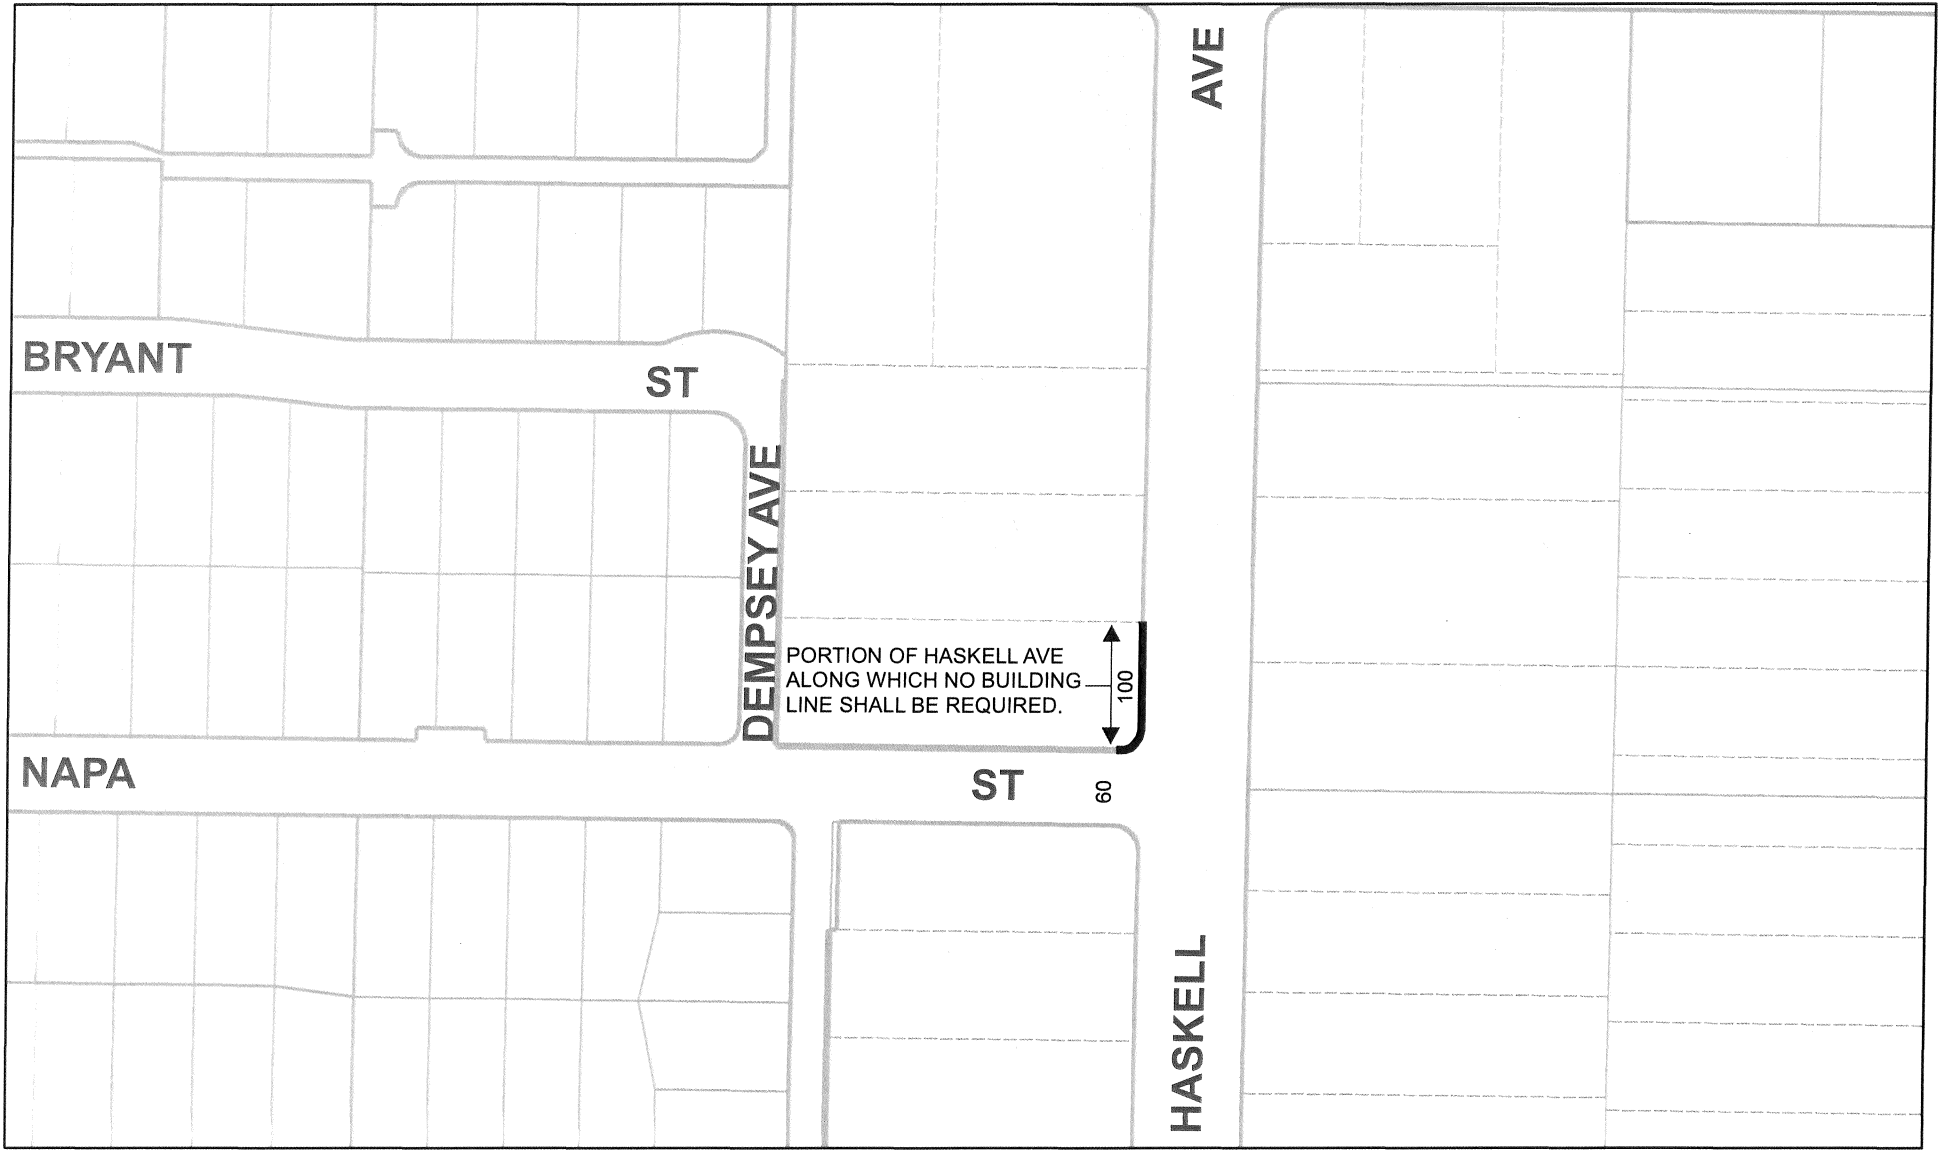 AVE
BRYANT
ST
DEMPSEY AVE
PORTION OF HASKELL AVE
ALONG WHICH NO BUILDING
LINE SHALL BE REQUIRED.
100
NAPA
ST
60
HASKELL